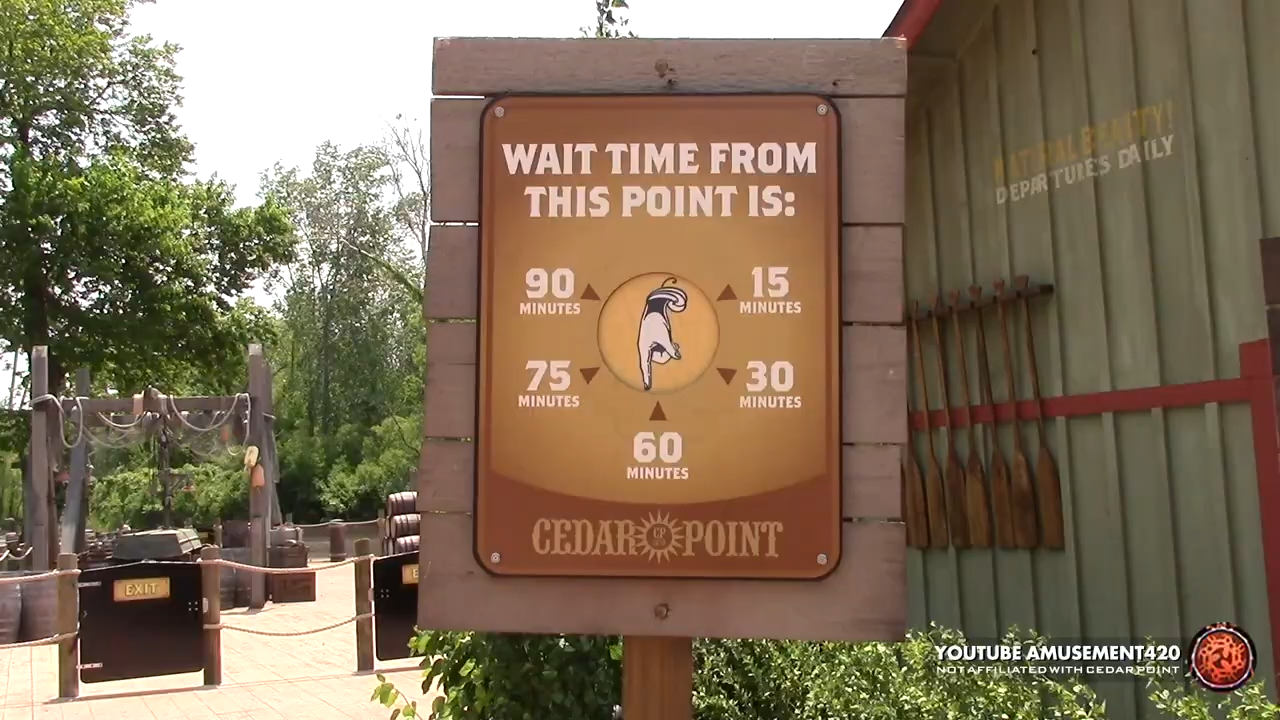 WAIT TIME FROM
THIS POINT IS:
90
MINUTES
15
MINUTES
75
MINUTES
30
MINUTES
60
MINUTES
CEDAR CP POINT
NATURAL BEAUTY!
DEPARTURES DAILY
EXIT
E
YOUTUBE AMUSEMENT420
NOT AFFILIATED WITH CEDAR POINT